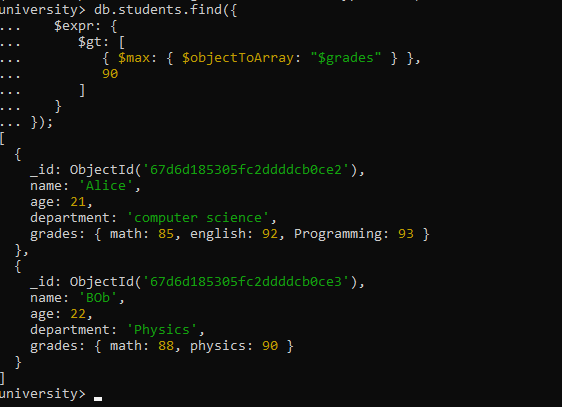 university> db.students.find({
...     $expr: {
...        $gt: [
...           { $max: { $objectToArray: "$grades" } },
...           90
...        ]
...     }
... });
[
  {
    _id: ObjectId('67d6d185305fc2ddddcb0ce2'),
    name: 'Alice',
    age: 21,
    department: 'computer science',
    grades: { math: 85, english: 92, Programming: 93 }
  },
  {
    _id: ObjectId('67d6d185305fc2ddddcb0ce3'),
    name: 'BOb',
    age: 22,
    department: 'Physics',
    grades: { math: 88, physics: 90 }
  }
]
university>